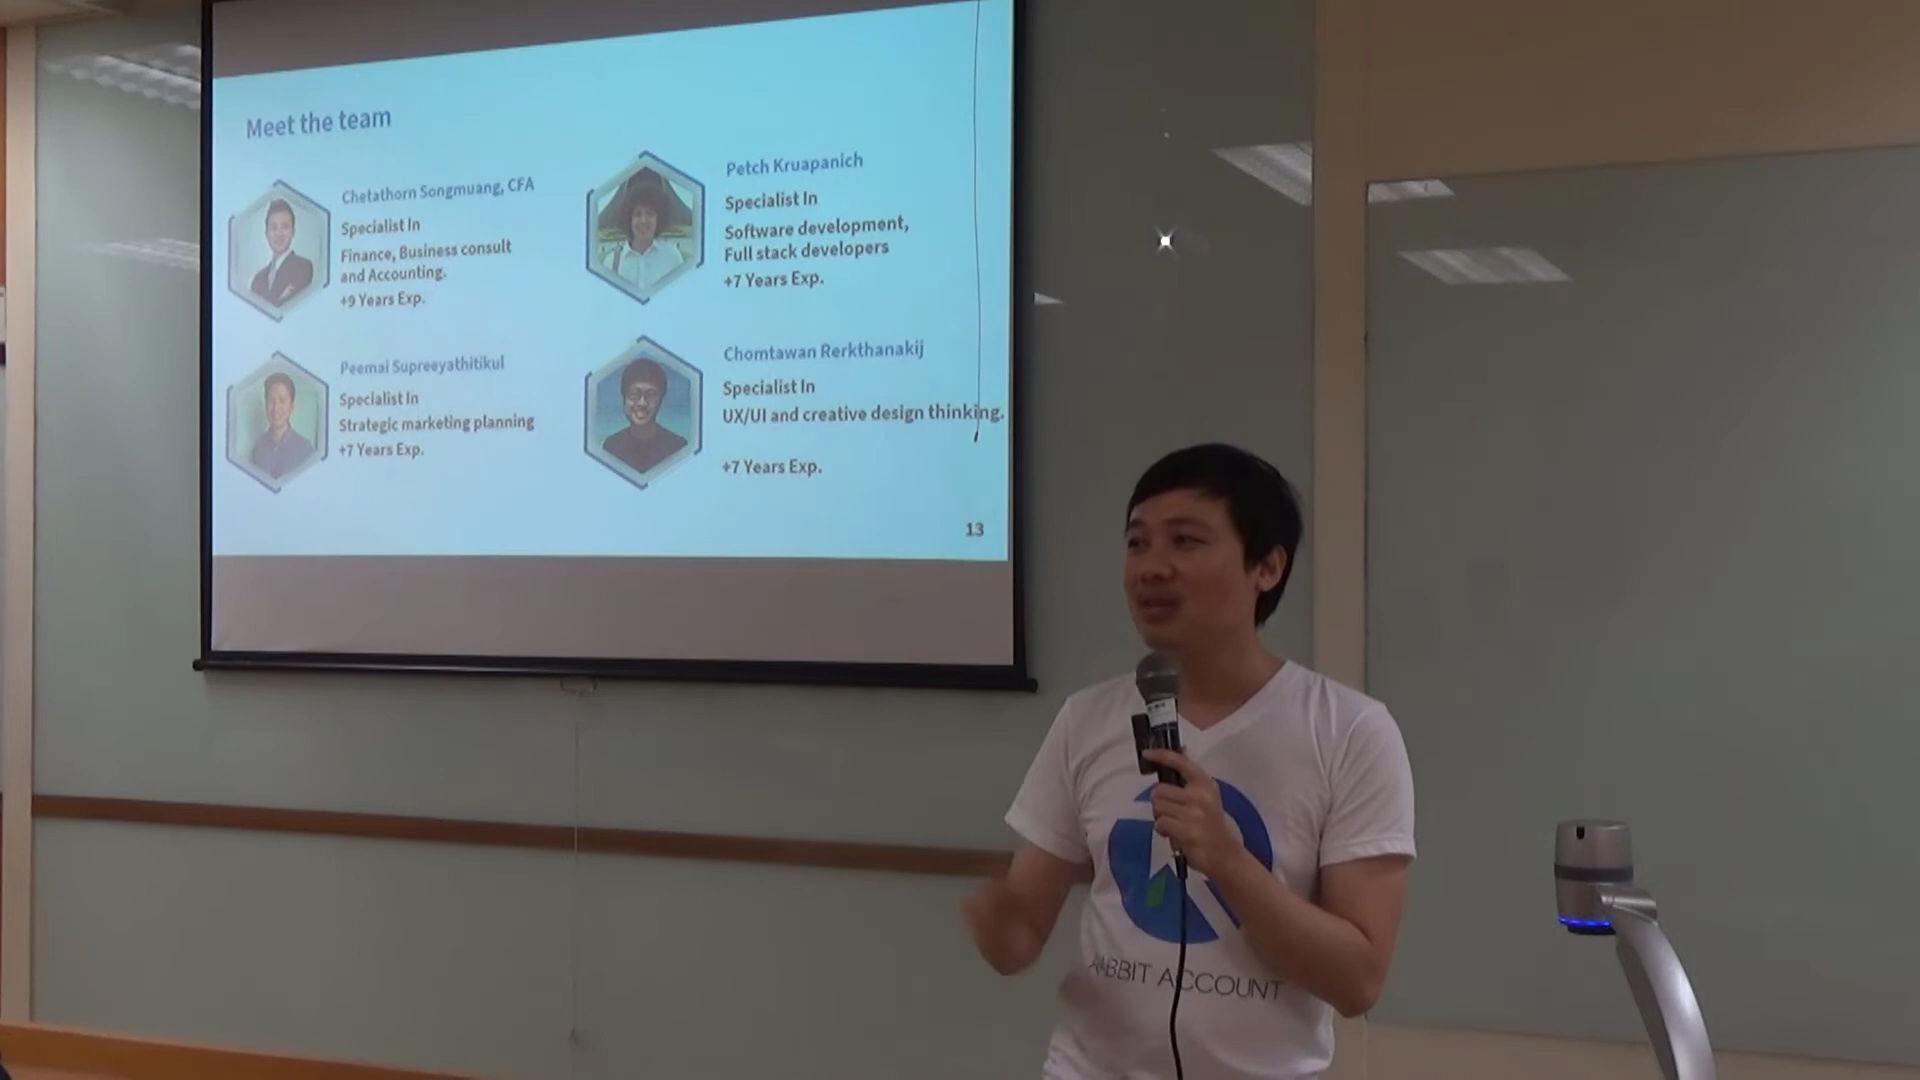 Meet the team
Chetathorn Songmuang, CFA
Specialist In
Finance, Business consult
and Accounting.
+9 Years Exp.
Petch Kruapanich
Specialist In
Software development,
Full stack developers
+7 Years Exp.
Peemai Supreeyathitikul
Specialist In
Strategic marketing planning
+7 Years Exp.
Chomtawan Rerkthanakij
Specialist In
UX/UI and creative design thinking.
+7 Years Exp.
13
RABBIT ACCOUNT